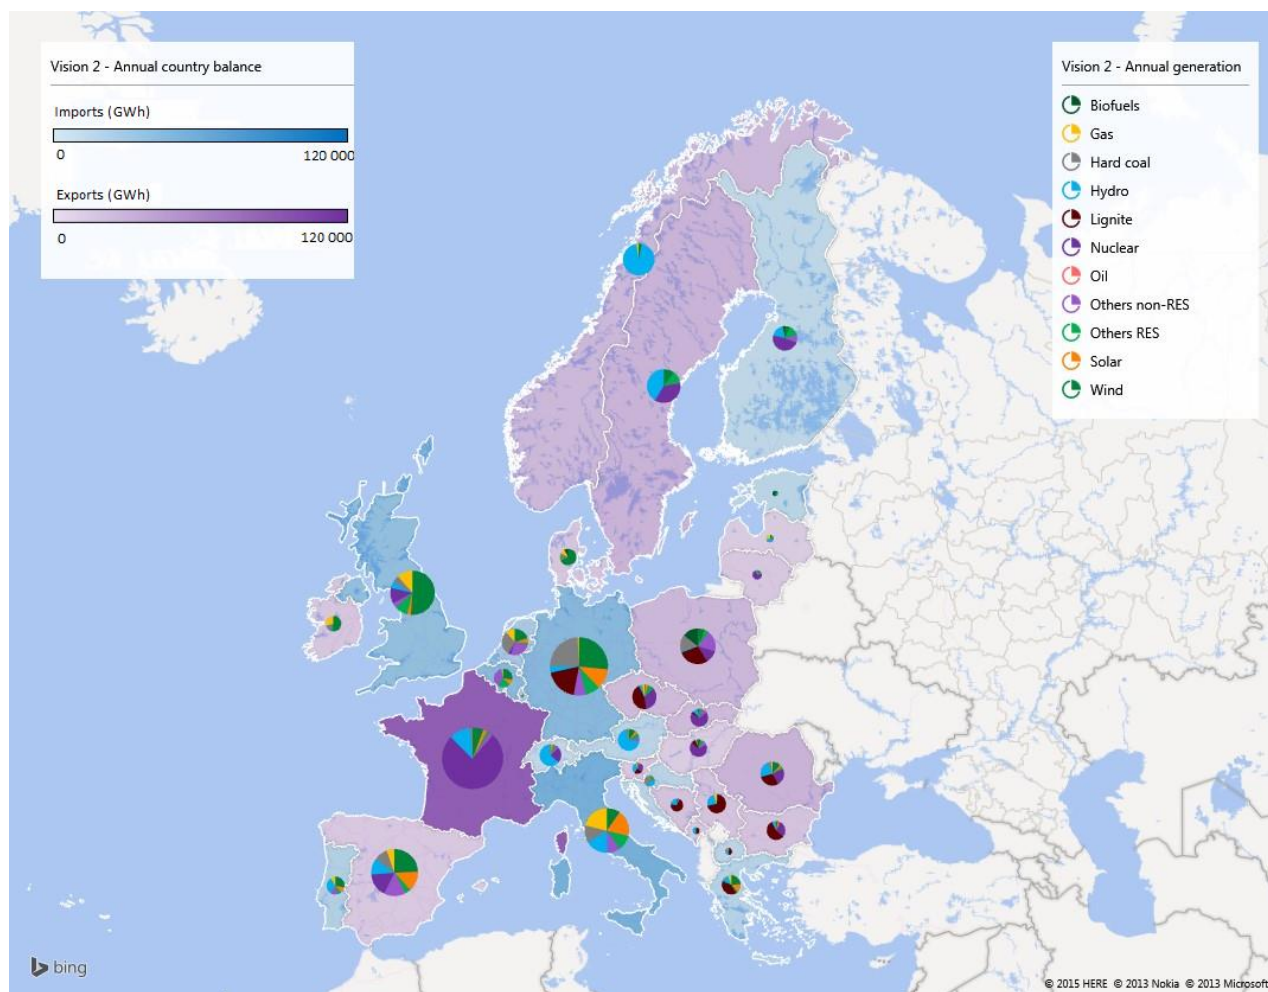 Vision 2 - Annual country balance
Imports (GWh)
0 120 000
Exports (GWh)
0 120 000
Vision 2 - Annual generation
Biofuels
Gas
Hard coal
Hydro
Lignite
Nuclear
Oil
Others non-RES
Others RES
Solar
Wind
bing
© 2015 HERE © 2013 Nokia © 2013 Microsoft